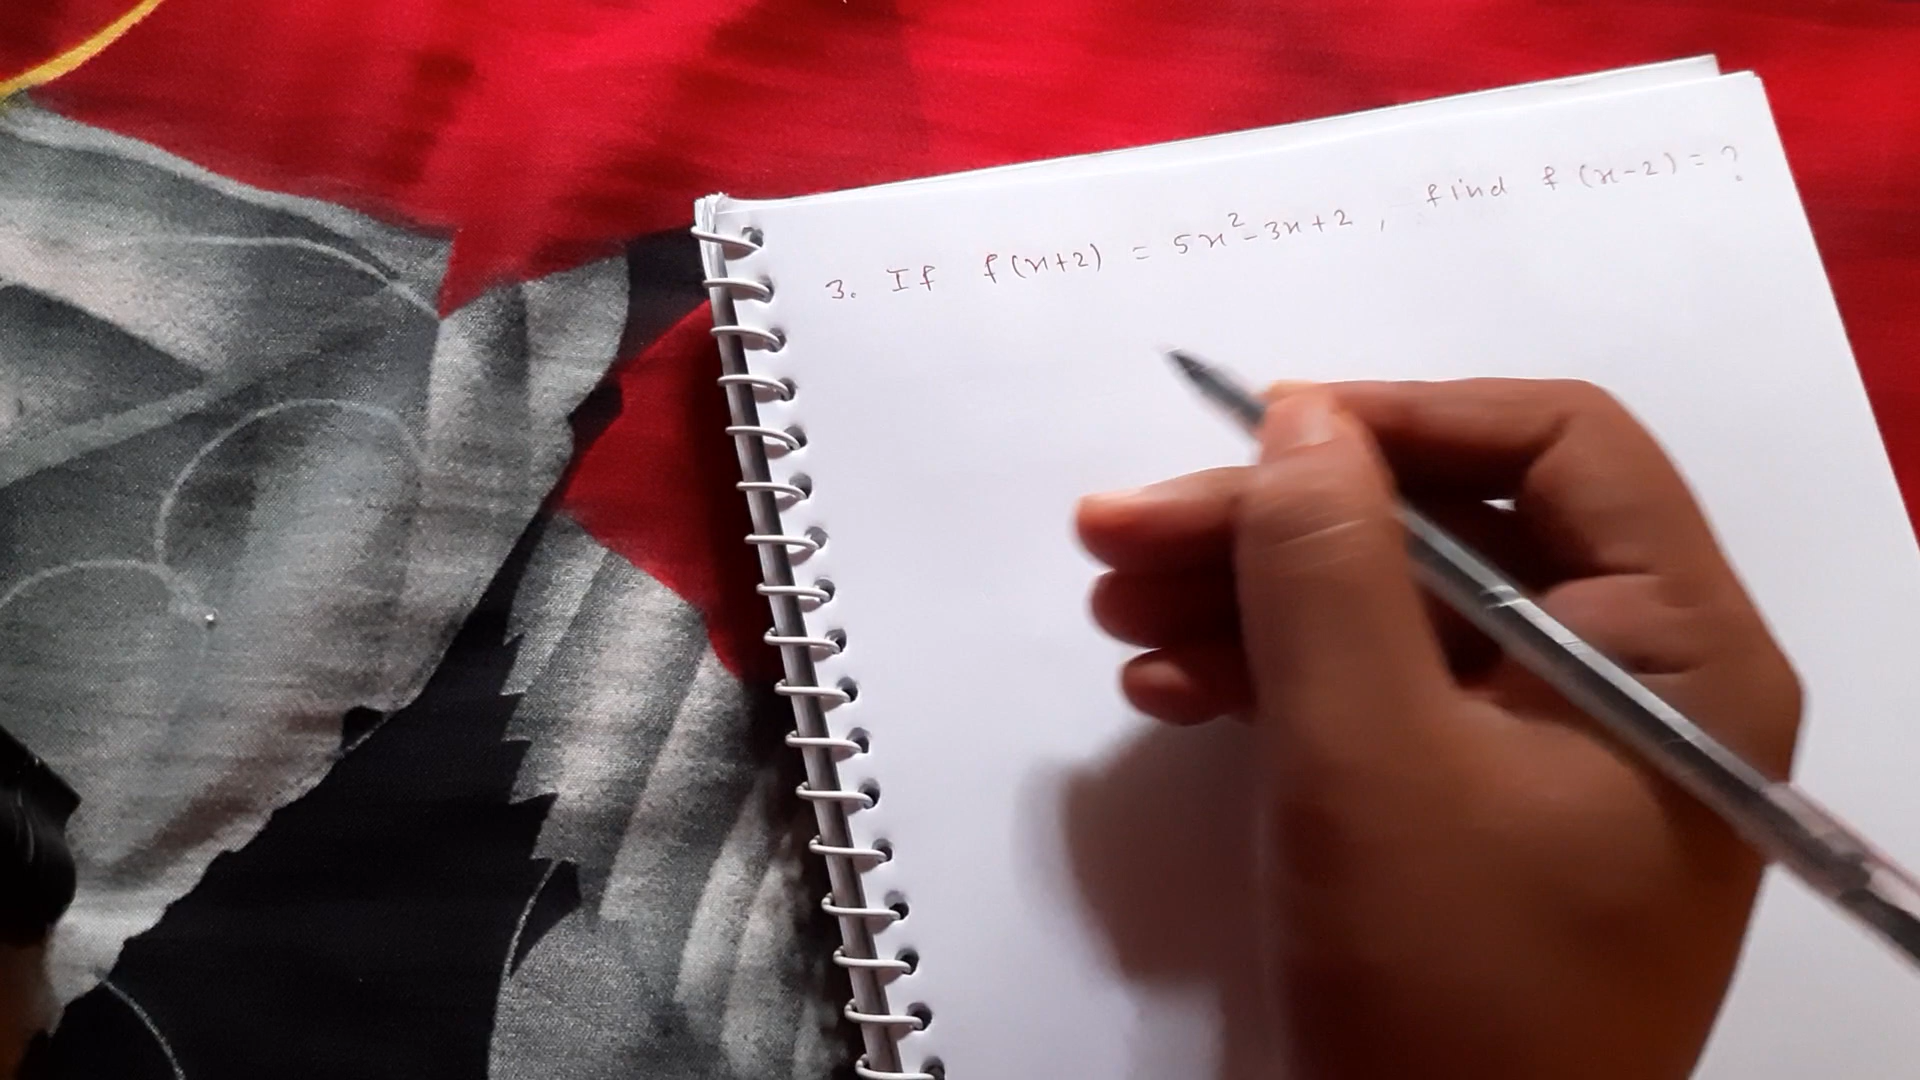 3. If f(x+2) = 5x²-3x+2, find f(x-2) = ?